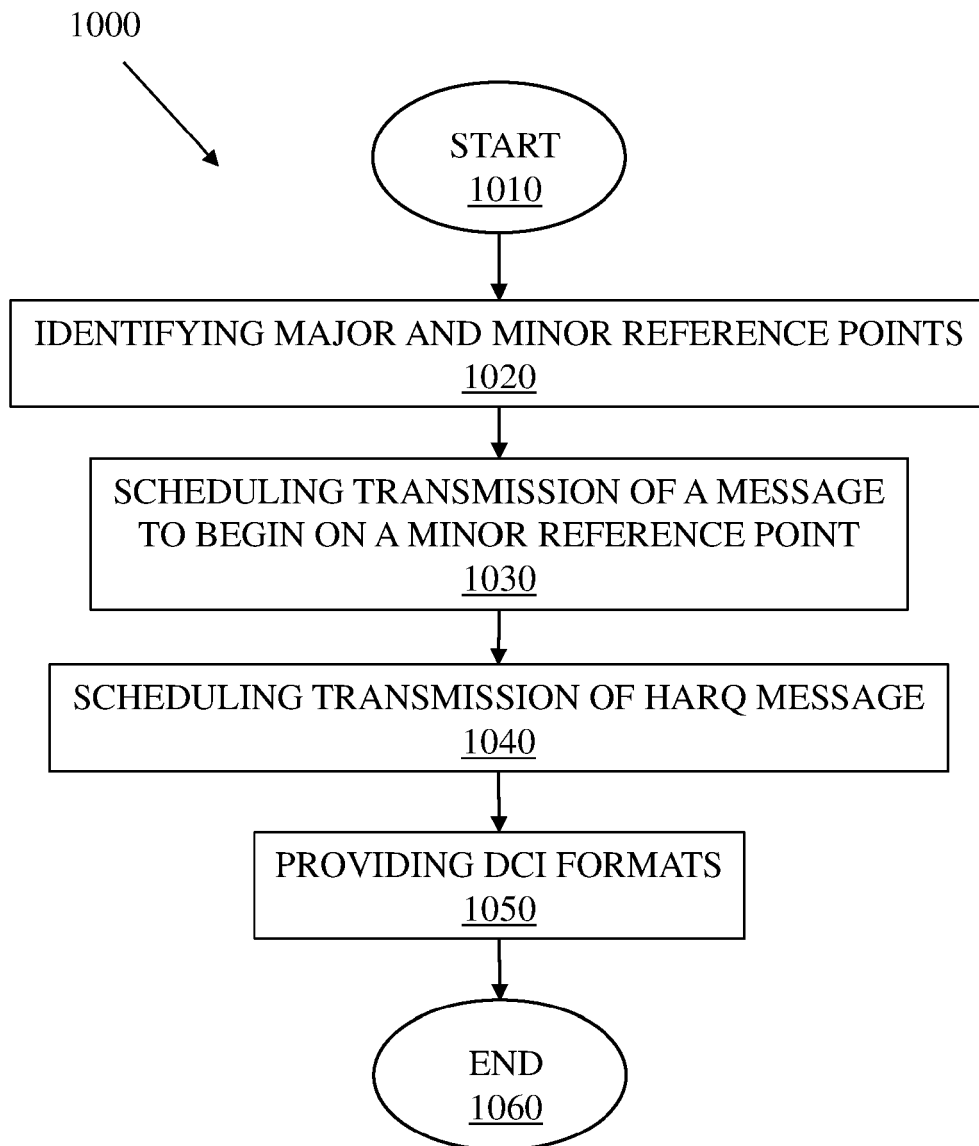 1000
START
1010
IDENTIFYING MAJOR AND MINOR REFERENCE POINTS
1020
SCHEDULING TRANSMISSION OF A MESSAGE
TO BEGIN ON A MINOR REFERENCE POINT
1030
SCHEDULING TRANSMISSION OF HARQ MESSAGE
1040
PROVIDING DCI FORMATS
1050
END
1060